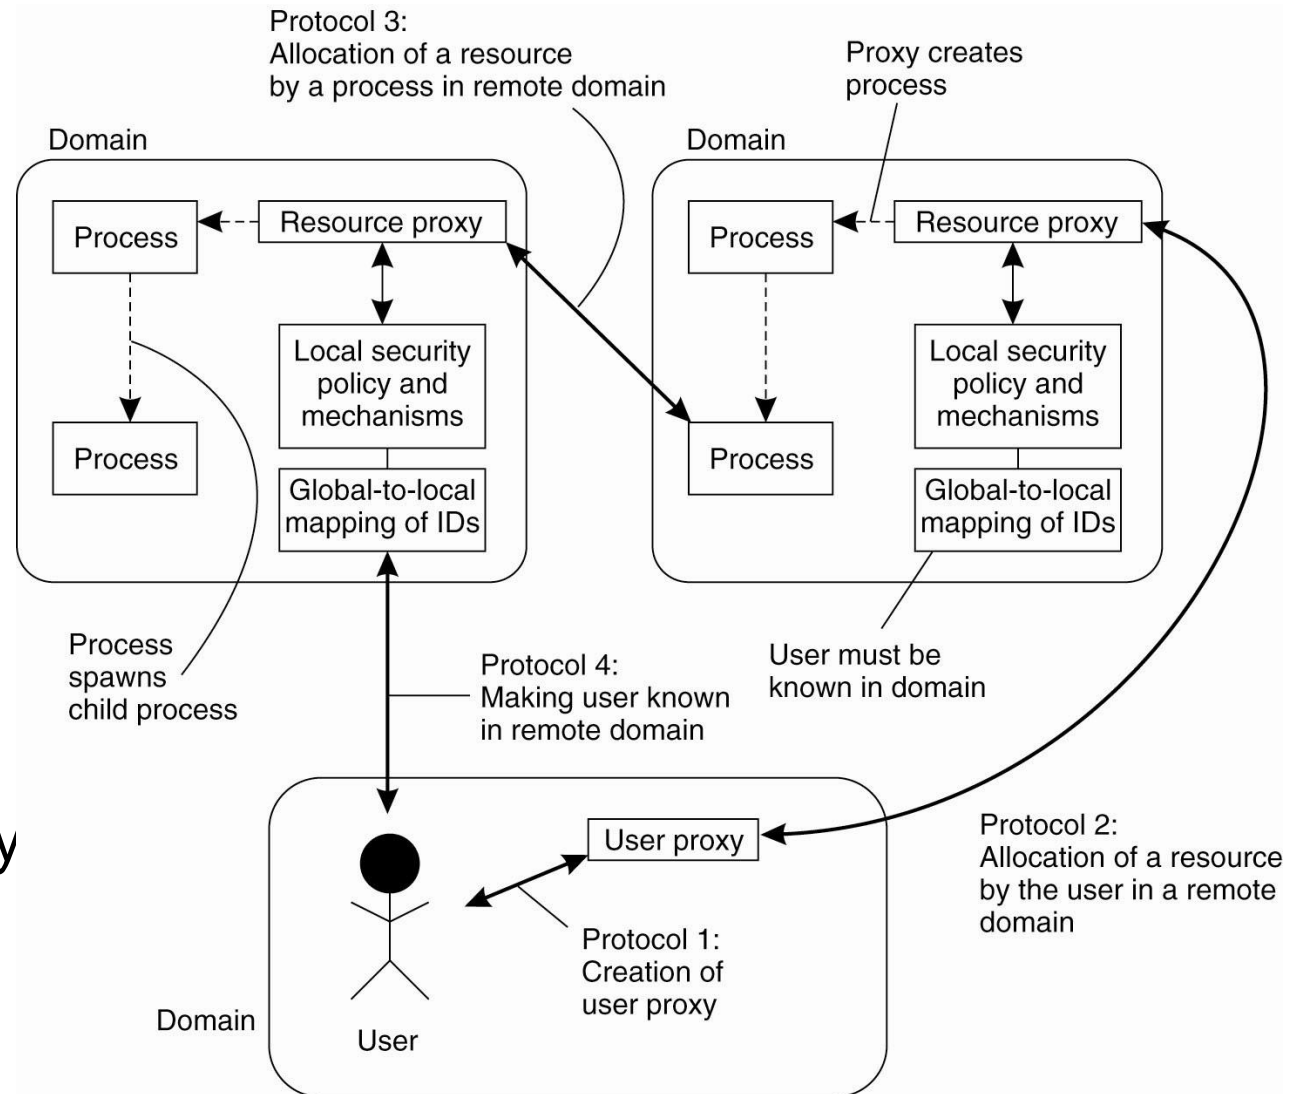 Protocol 3:
Allocation of a resource
by a process in remote domain
Proxy creates
process
Domain
Domain
Process
Resource proxy
Process
Resource proxy
Local security
policy and
mechanisms
Local security
policy and
mechanisms
Process
Process
Global-to-local
mapping of IDs
Global-to-local
mapping of IDs
Process
spawns
child process
Protocol 4:
Making user known
in remote domain
User must be
known in domain
y
User proxy
Protocol 2:
Allocation of a resource
by the user in a remote
domain
Protocol 1:
Creation of
user proxy
Domain
User